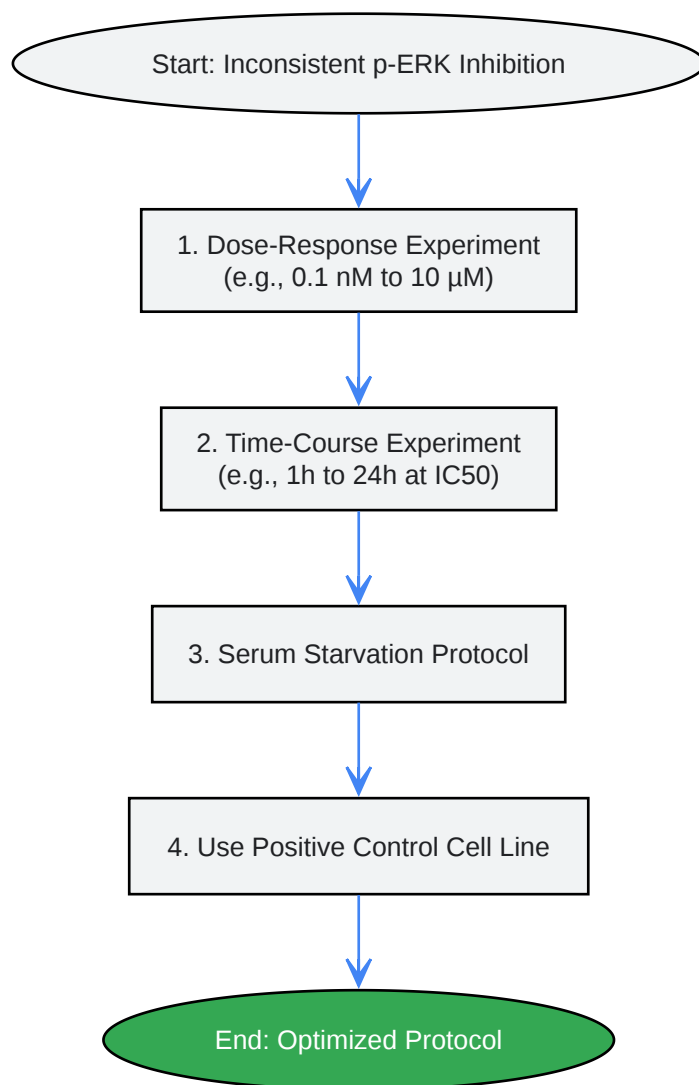 Start: Inconsistent p-ERK Inhibition
1. Dose-Response Experiment
(e.g., 0.1 nM to 10 µM)
2. Time-Course Experiment
(e.g., 1h to 24h at IC50)
3. Serum Starvation Protocol
4. Use Positive Control Cell Line
End: Optimized Protocol